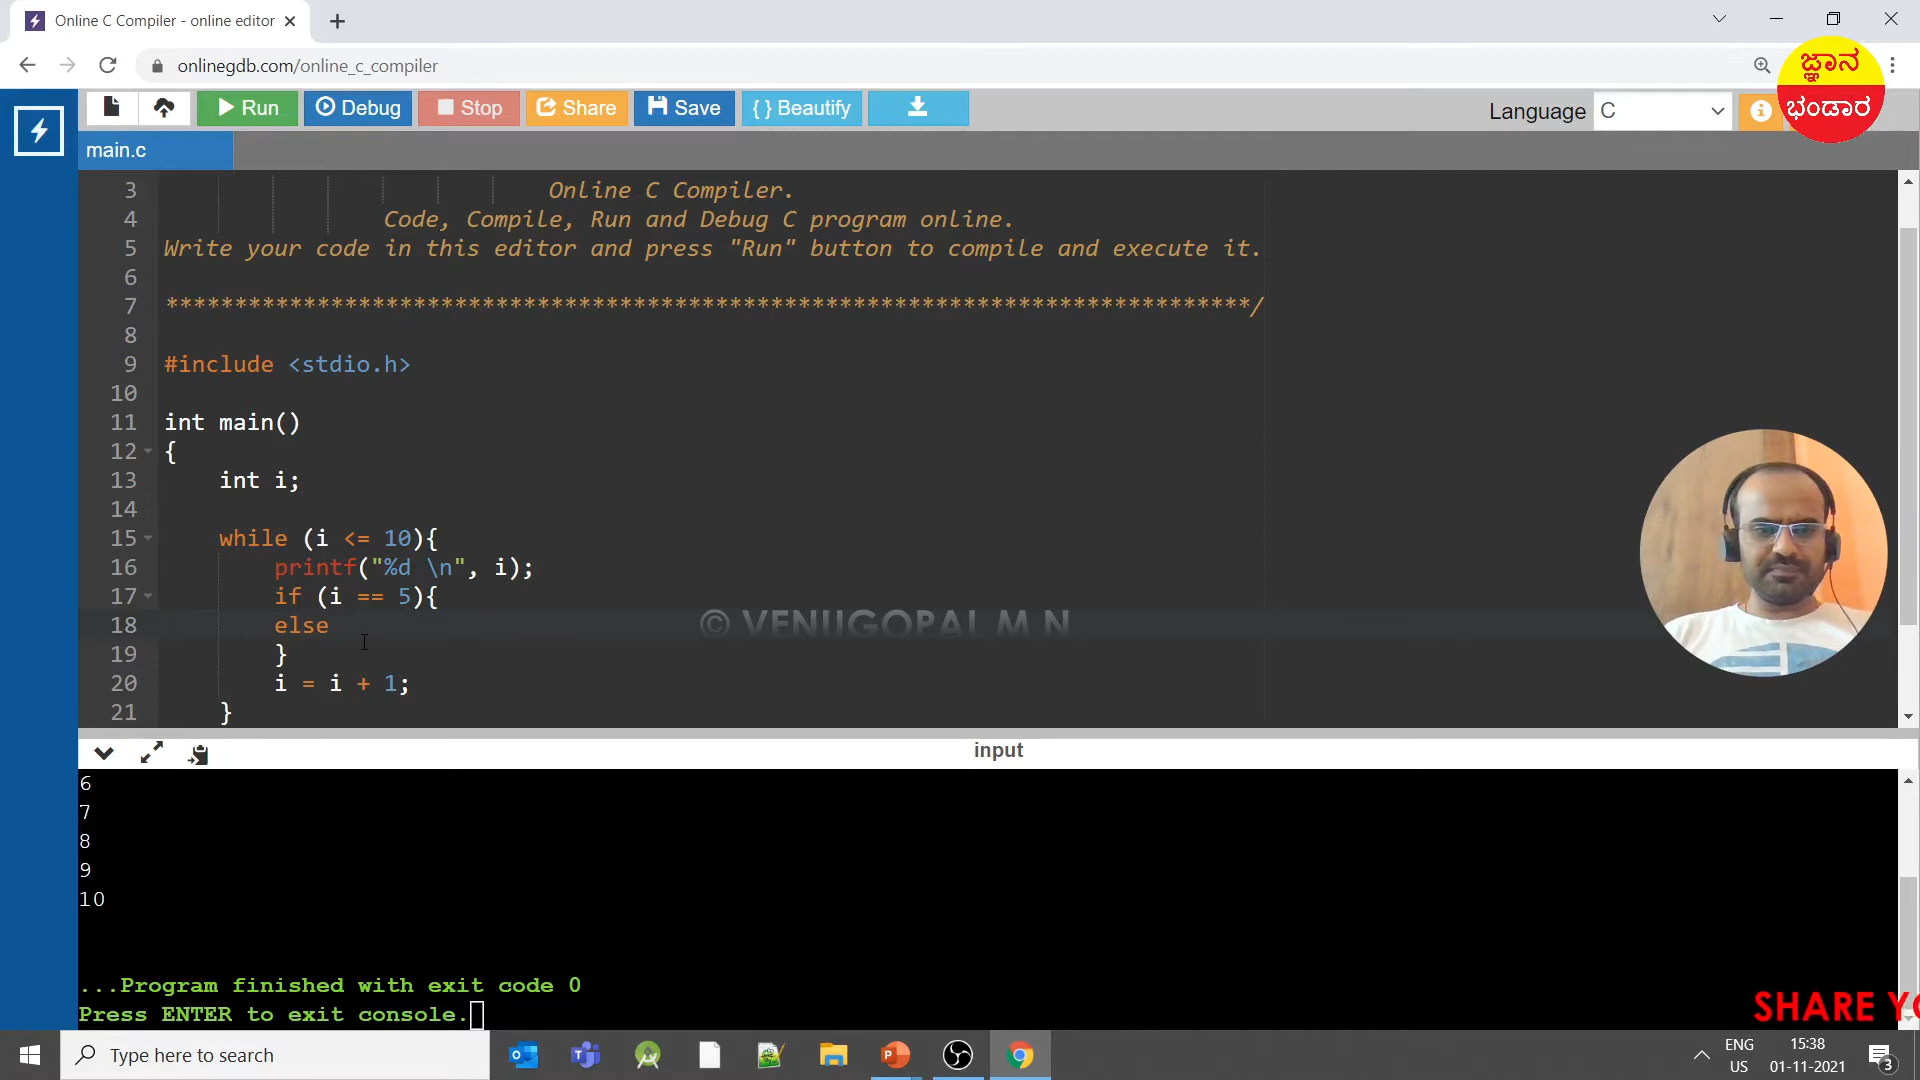 Online C Compiler - online editor
onlinegdb.com/online_c_compiler
ಜ್ಞಾನ
ಭಂಡಾರ
Run Debug Stop Share Save { } Beautify
Language C
main.c
3 Online C Compiler.
4 Code, Compile, Run and Debug C program online.
5 Write your code in this editor and press "Run" button to compile and execute it.
6
7 *******************************************************************************/
8
9 #include <stdio.h>
10
11 int main()
12 {
13 int i;
14
15 while (i <= 10){
16 printf("%d \n", i);
17 if (i == 5){
18 else
19 }
20 i = i + 1;
21 }
© VENUGOPAL M N
input
6
7
8
9
10
...Program finished with exit code 0
Press ENTER to exit console.
SHARE
Type here to search
ENG
US
15:38
01-11-2021
3